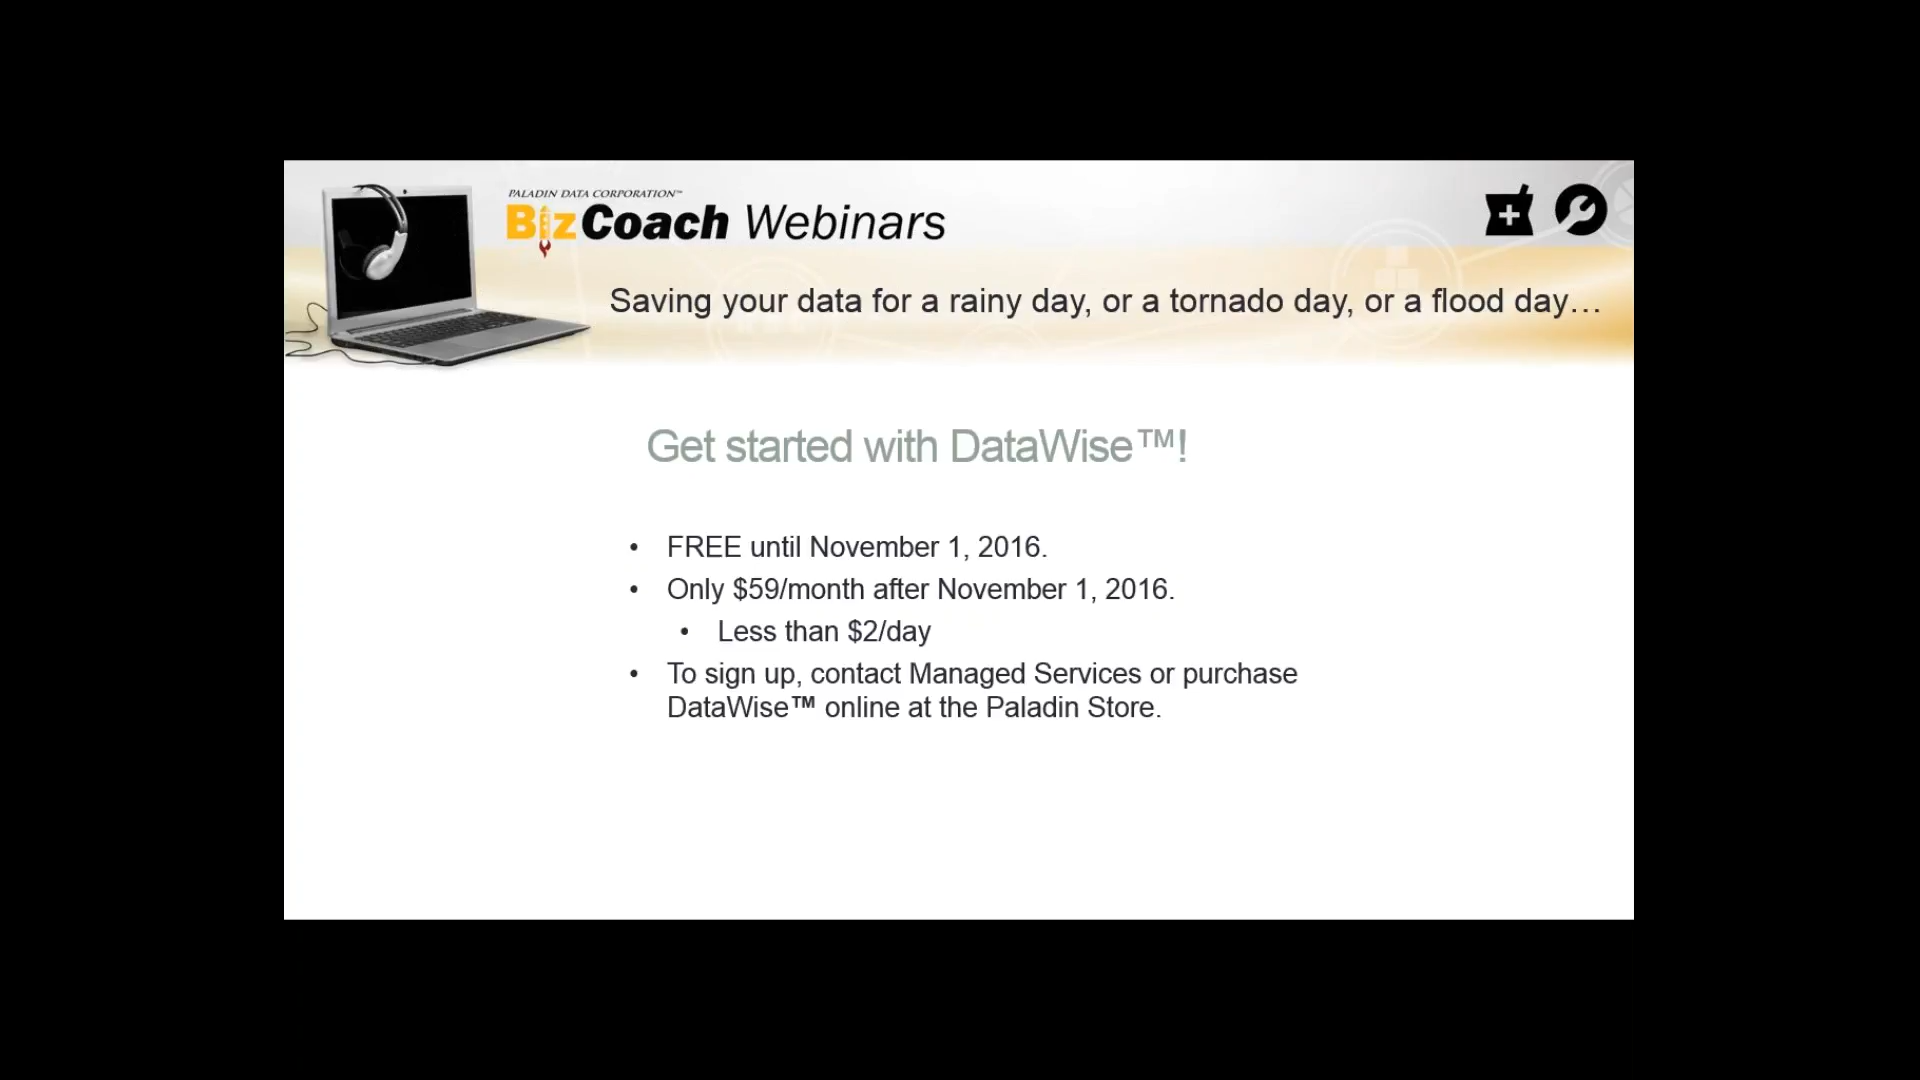 PALADIN DATA CORPORATION™
BizCoach Webinars
Saving your data for a rainy day, or a tornado day, or a flood day…
Get started with DataWise™!
• FREE until November 1, 2016.
• Only $59/month after November 1, 2016.
• Less than $2/day
• To sign up, contact Managed Services or purchase
DataWise™ online at the Paladin Store.